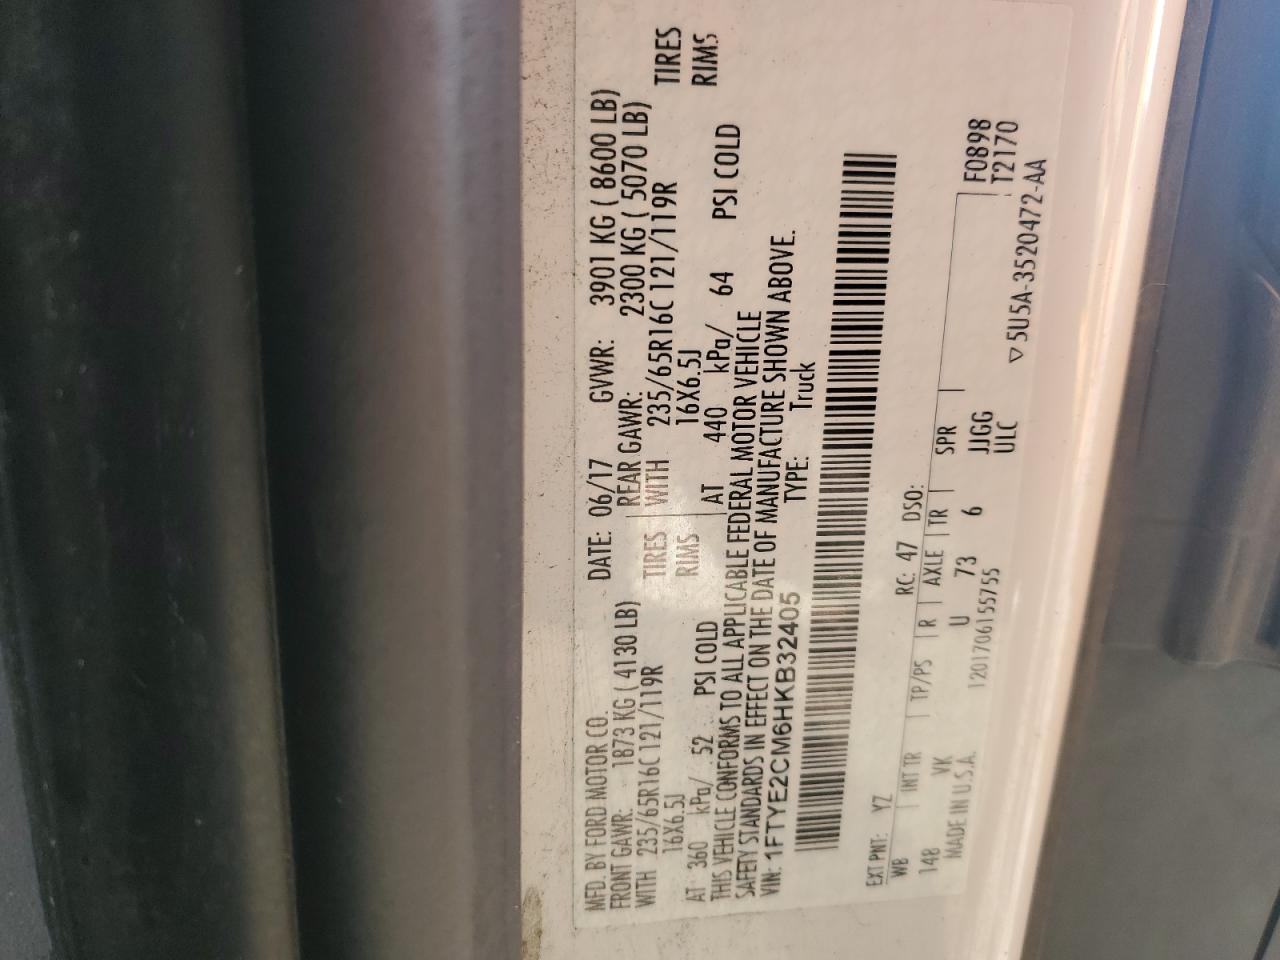 MFD. BY FORD MOTOR CO. DATE: 06/17 GVWR: 3901 KG ( 8600 LB)
FRONT GAWR: 1873 KG ( 4130 LB) REAR GAWR: 2300 KG ( 5070 LB)
WITH 235/65R16C 121/119R TIRES WITH 235/65R16C 121/119R TIRES
16X6.5J RIMS 16X6.5J RIMS
AT 360 kPa/ 52 PSI COLD AT 440 kPa/ 64 PSI COLD
THIS VEHICLE CONFORMS TO ALL APPLICABLE FEDERAL MOTOR VEHICLE
SAFETY STANDARDS IN EFFECT ON THE DATE OF MANUFACTURE SHOWN ABOVE.
VIN: 1FTYE2CM6HKB32405 TYPE: Truck
EXT PNT: YZ RC: 47 DSO:
WB INT TR TP/PS R AXLE TR SPR F0898
148 VK U 73 6 JJGG T2170
MADE IN U.S.A. 120170615575​5 ULC ▽5U5A-3520472-AA